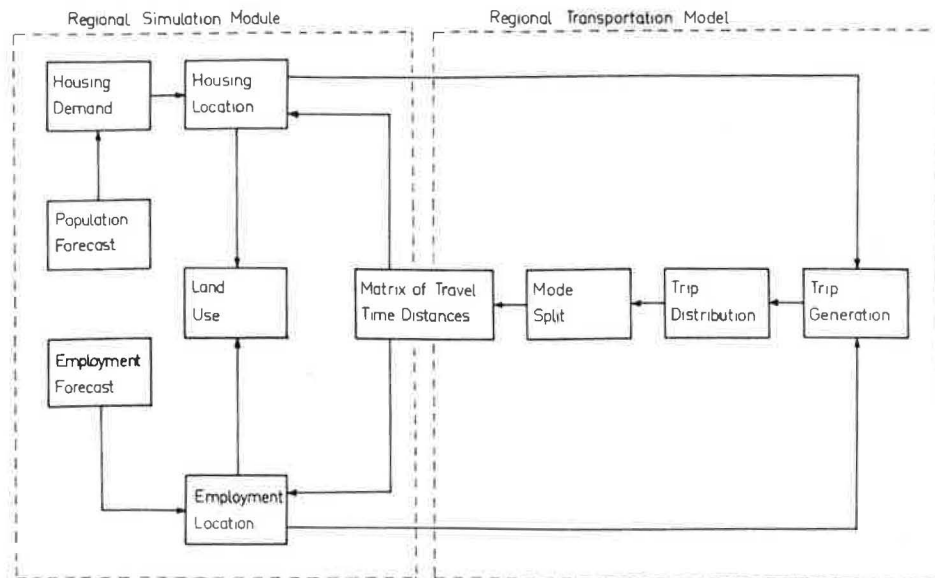 Regional Simulation Module
Regional Transportation Model
Housing
Demand
Housing
Location
Population
Forecast
Land
Use
Matrix of Travel
Time Distances
Mode
Split
Trip
Distribution
Trip
Generation
Employment
Forecast
Employment
Location